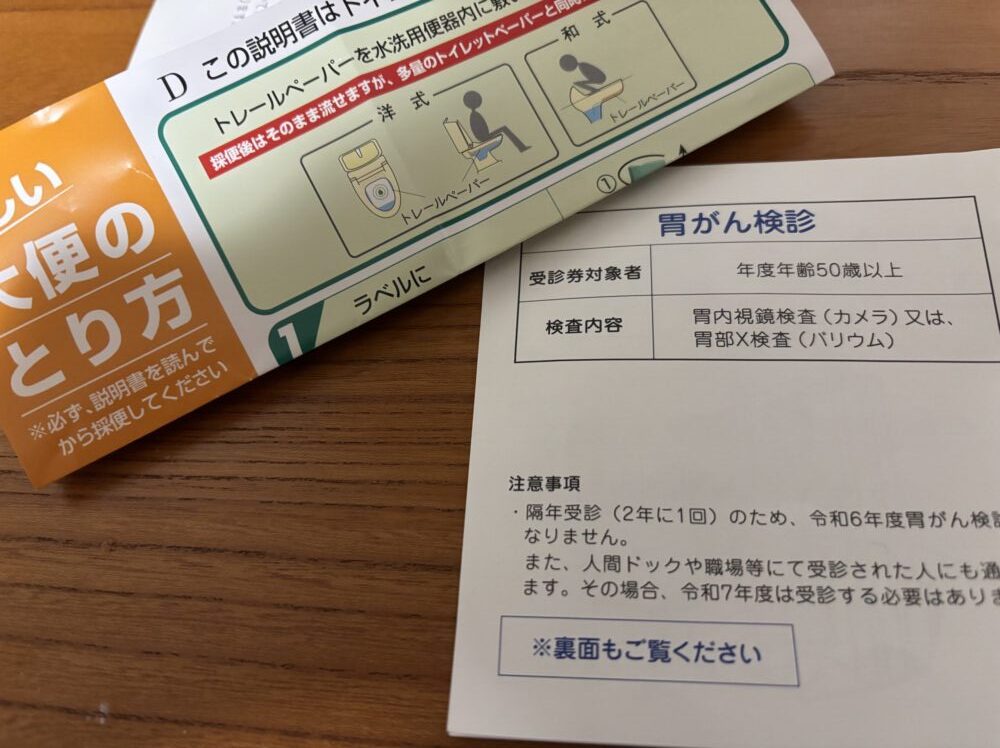 D この説明書はトイ
トレールペーパーを水洗用便器内に敷い
採便後はそのまま流せますが、多量のトイレットペーパーと同時
洋 式
和 式
トレールペーパー
トレールペーパー
①
1 ラベルに
しい
大便の
とり方
※必ず、説明書を読んで
から採便してください
胃がん検診
受診券対象者
年度年齢50歳以上
検査内容
胃内視鏡検査（カメラ）又は、
胃部X検査（バリウム）
注意事項
・隔年受診（2年に1回）のため、令和6年度胃がん検診
なりません。
また、人間ドックや職場等にて受診された人にも通
ます。その場合、令和7年度は受診する必要はありま
※裏面もご覧ください